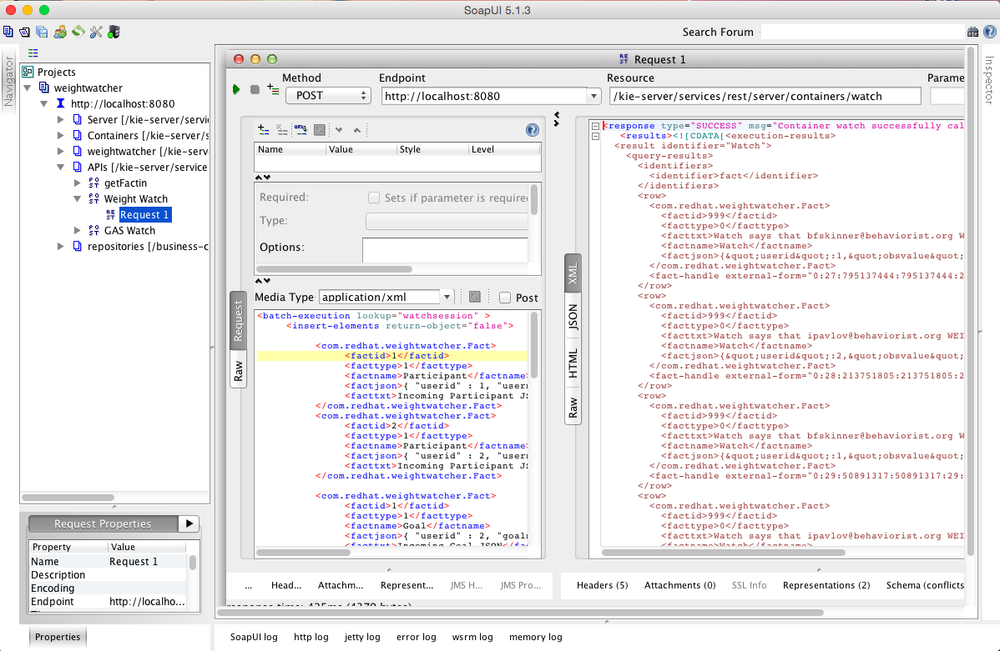 SoapUI 5.1.3
Search Forum
Navigator
Projects
weightwatcher
http://localhost:8080
Server [/kie-server/servi
Containers [/kie-server/s
weightwatcher [/kie-serv
APIs [/kie-server/service
getFactin
Weight Watch
Request 1
GAS Watch
repositories [/business-c
Request Properties
Property Value
Name Request 1
Description
Encoding
Endpoint http://localho...
Properties
Request 1
Method Endpoint Resource Parame
POST http://localhost:8080 /kie-server/services/rest/server/containers/watch
Name Value Style Level
Required: Sets if parameter is required
Type:
Options:
Media Type application/xml Post
Request
Raw
<batch-execution lookup="watchsession" >
<insert-elements return-object="false">
<com.redhat.weightwatcher.Fact>
<factid>1</factid>
<facttype>1</facttype>
<factname>Participant</factname>
<factjson>{ "userid" : 1, "usern
<facttxt>Incoming Participant JS
</com.redhat.weightwatcher.Fact>
<com.redhat.weightwatcher.Fact>
<factid>2</factid>
<facttype>1</facttype>
<factname>Participant</factname>
<factjson>{ "userid" : 2, "usern
<facttxt>Incoming Participant JS
</com.redhat.weightwatcher.Fact>
<com.redhat.weightwatcher.Fact>
<factid>1</factid>
<facttype>1</facttype>
<factname>Goal</factname>
<factjson>{ "userid" : 2, "goaln
<facttxt>Incoming Goal JSON</fac
... Head... Attachm... Represent... JMS H... JMS Pro...
XML
JSON
HTML
Raw
<response type="SUCCESS" msg="Container watch successfully cal
<results><![CDATA[<execution-results>
<result identifier="Watch">
<query-results>
<identifiers>
<identifier>fact</identifier>
</identifiers>
<row>
<com.redhat.weightwatcher.Fact>
<factid>999</factid>
<facttype>0</facttype>
<facttxt>Watch says that bfskinner@behaviorist.org W
<factname>Watch</factname>
<factjson>{&quot;userid&quot;:1,&quot;obsvalue&quot;
</com.redhat.weightwatcher.Fact>
<fact-handle external-form="0:27:795137444:795137444:2
</row>
<row>
<com.redhat.weightwatcher.Fact>
<factid>999</factid>
<facttype>0</facttype>
<facttxt>Watch says that ipavlov@behaviorist.org WEI
<factname>Watch</factname>
<factjson>{&quot;userid&quot;:2,&quot;obsvalue&quot;
</com.redhat.weightwatcher.Fact>
<fact-handle external-form="0:28:213751805:213751805:2
</row>
<row>
<com.redhat.weightwatcher.Fact>
<factid>999</factid>
<facttype>0</facttype>
<facttxt>Watch says that bfskinner@behaviorist.org W
<factname>Watch</factname>
<factjson>{&quot;userid&quot;:1,&quot;obsvalue&quot;
</com.redhat.weightwatcher.Fact>
<fact-handle external-form="0:29:50891317:50891317:29:
</row>
<row>
<com.redhat.weightwatcher.Fact>
<factid>999</factid>
<facttype>0</facttype>
<facttxt>Watch says that ipavlov@behaviorist.org WEI
<factname>Watch</factname>
Headers (5) Attachments (0) SSL Info Representations (2) Schema (conflicts
response time: 425ms (4379 bytes)
Inspector
SoapUI log http log jetty log error log wsrm log memory log